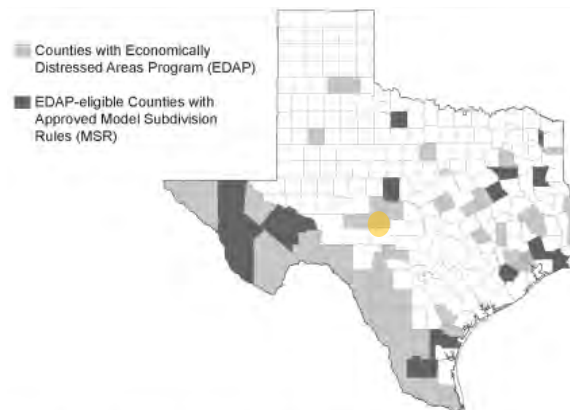 Counties with Economically
Distressed Areas Program (EDAP)
EDAP-eligible Counties with
Approved Model Subdivision
Rules (MSR)